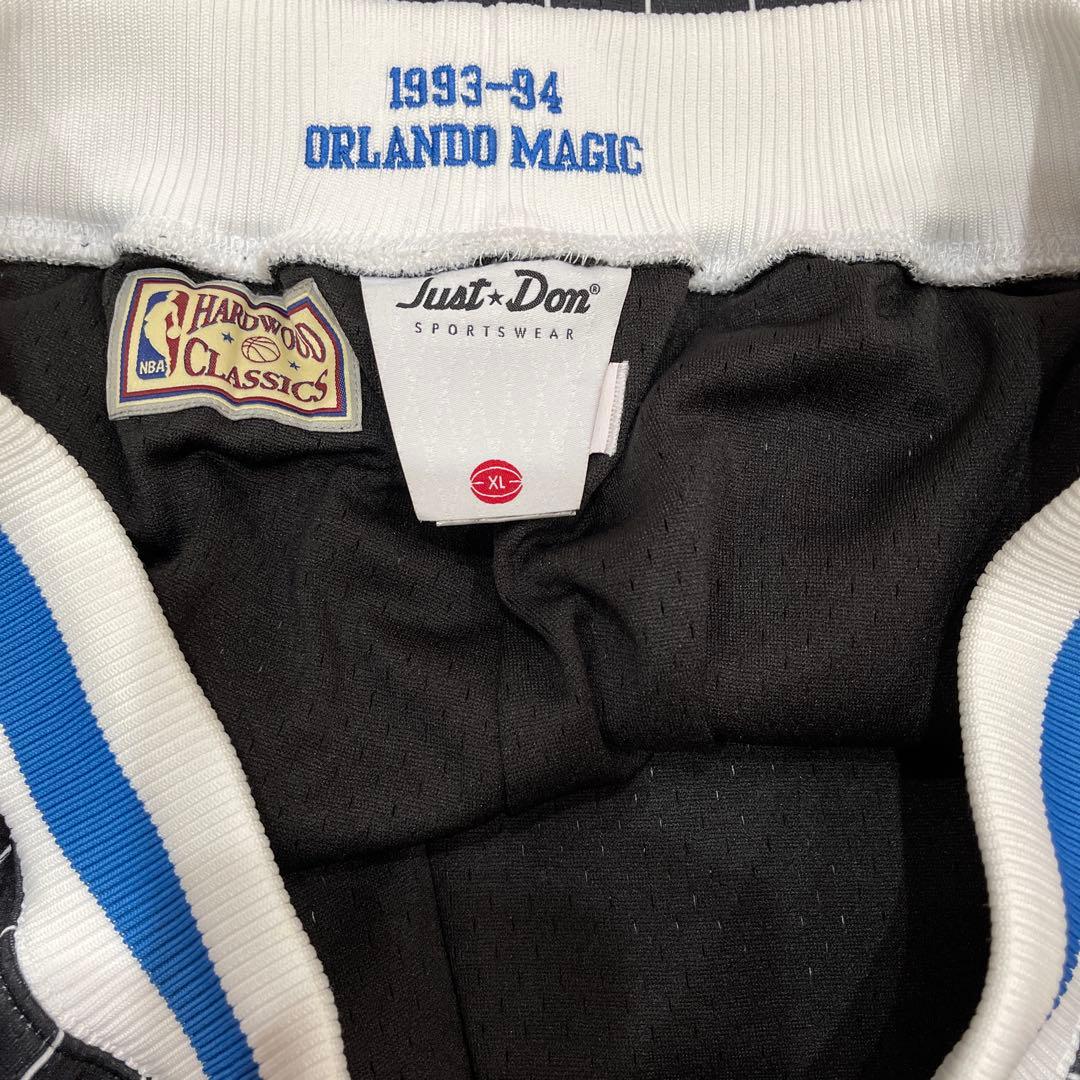 1993-94
ORLANDO MAGIC
NBA
HARDWOOD
CLASSICS
Just★Don®
SPORTSWEAR
XL